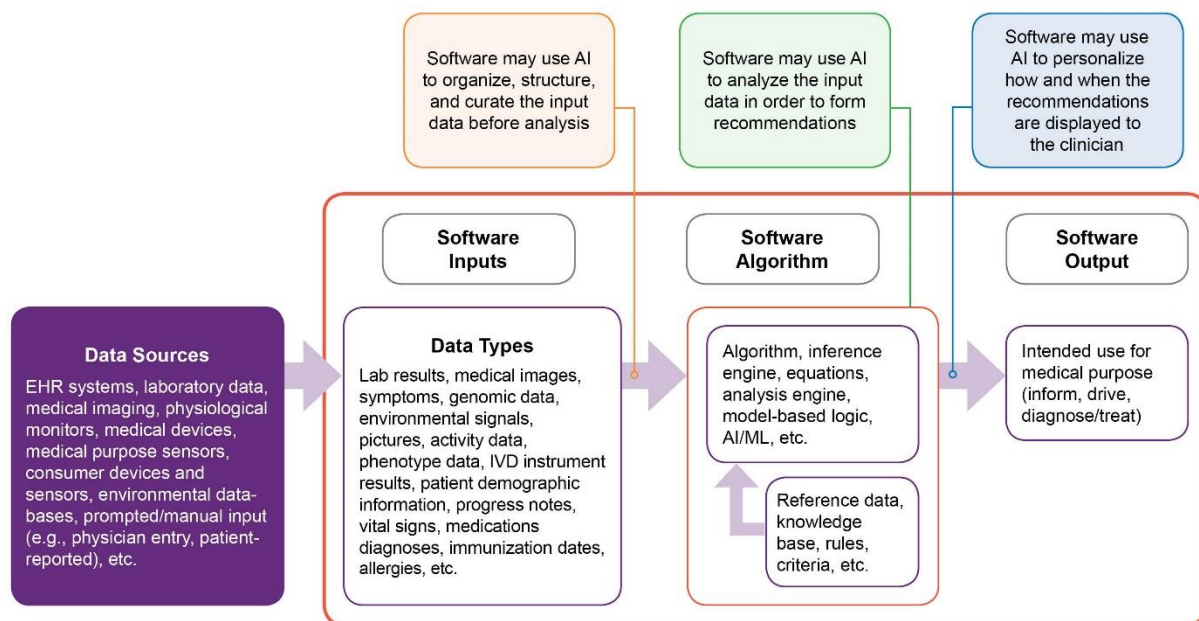 Software may use AI
to organize, structure,
and curate the input
data before analysis
Software may use AI
to analyze the input
data in order to form
recommendations
Software may use
AI to personalize
how and when the
recommendations
are displayed to
the clinician
Software
Inputs
Software
Algorithm
Software
Output
Data Sources
EHR systems, laboratory data,
medical imaging, physiological
monitors, medical devices,
medical purpose sensors,
consumer devices and
sensors, environmental data-
bases, prompted/manual input
(e.g., physician entry, patient-
reported), etc.
Data Types
Lab results, medical images,
symptoms, genomic data,
environmental signals,
pictures, activity data,
phenotype data, IVD instrument
results, patient demographic
information, progress notes,
vital signs, medications
diagnoses, immunization dates,
allergies, etc.
Algorithm, inference
engine, equations,
analysis engine,
model-based logic,
AI/ML, etc.
Reference data,
knowledge
base, rules,
criteria, etc.
Intended use for
medical purpose
(inform, drive,
diagnose/treat)